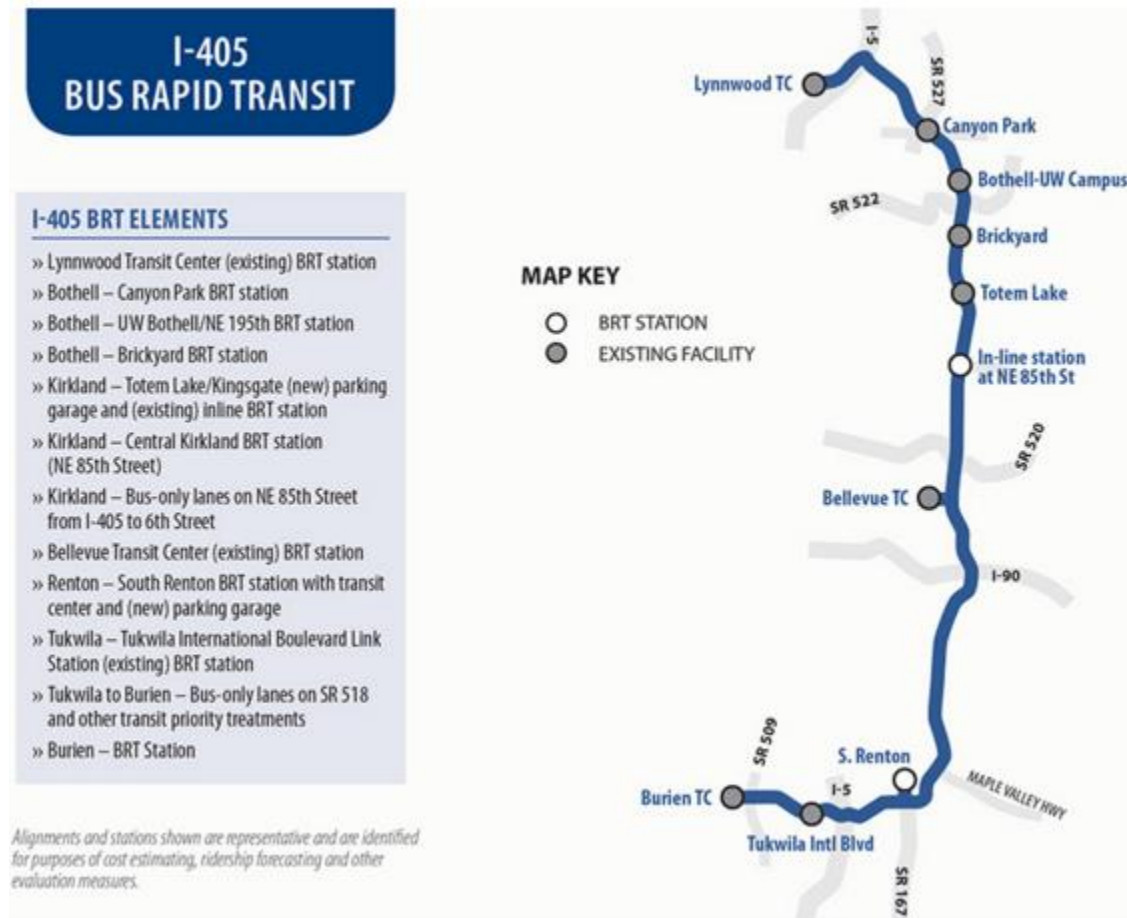 I-405
BUS RAPID TRANSIT
I-405 BRT ELEMENTS
» Lynnwood Transit Center (existing) BRT station
» Bothell – Canyon Park BRT station
» Bothell – UW Bothell/NE 195th BRT station
» Bothell – Brickyard BRT station
» Kirkland – Totem Lake/Kingsgate (new) parking
garage and (existing) inline BRT station
» Kirkland – Central Kirkland BRT station
(NE 85th Street)
» Kirkland – Bus-only lanes on NE 85th Street
from I-405 to 6th Street
» Bellevue Transit Center (existing) BRT station
» Renton – South Renton BRT station with transit
center and (new) parking garage
» Tukwila – Tukwila International Boulevard Link
Station (existing) BRT station
» Tukwila to Burien – Bus-only lanes on SR 518
and other transit priority treatments
» Burien – BRT Station
Alignments and stations shown are representative and are identified
for purposes of cost estimating, ridership forecasting and other
evaluation measures.
MAP KEY
BRT STATION
EXISTING FACILITY
I-5
SR 527
Lynnwood TC
Canyon Park
Bothell-UW Campus
SR 522
Brickyard
Totem Lake
In-line station
at NE 85th St
SR 520
Bellevue TC
I-90
SR 509
S. Renton
I-5
MAPLE VALLEY HWY
Burien TC
Tukwila Intl Blvd
SR 167